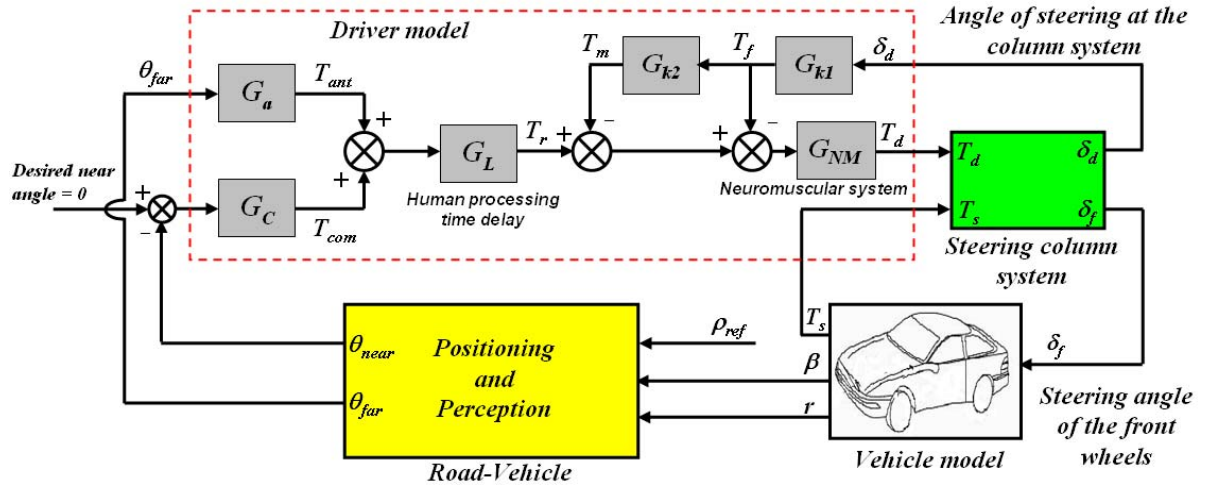 Driver model
Angle of steering at the
column system
θfar
Ga
Tant
Tm
Gk2
Tf
Gk1
δd
+
+
GL
Tr
+
−
+
−
GNM
Td
Human processing
time delay
Neuromuscular system
Desired near
angle = 0
+
−
GC
Tcom
Td
δd
Ts
δf
Steering column
system
θnear
θfar
Positioning
and
Perception
ρref
Ts
β
r
δf
Road-Vehicle
Vehicle model
Steering angle
of the front
wheels